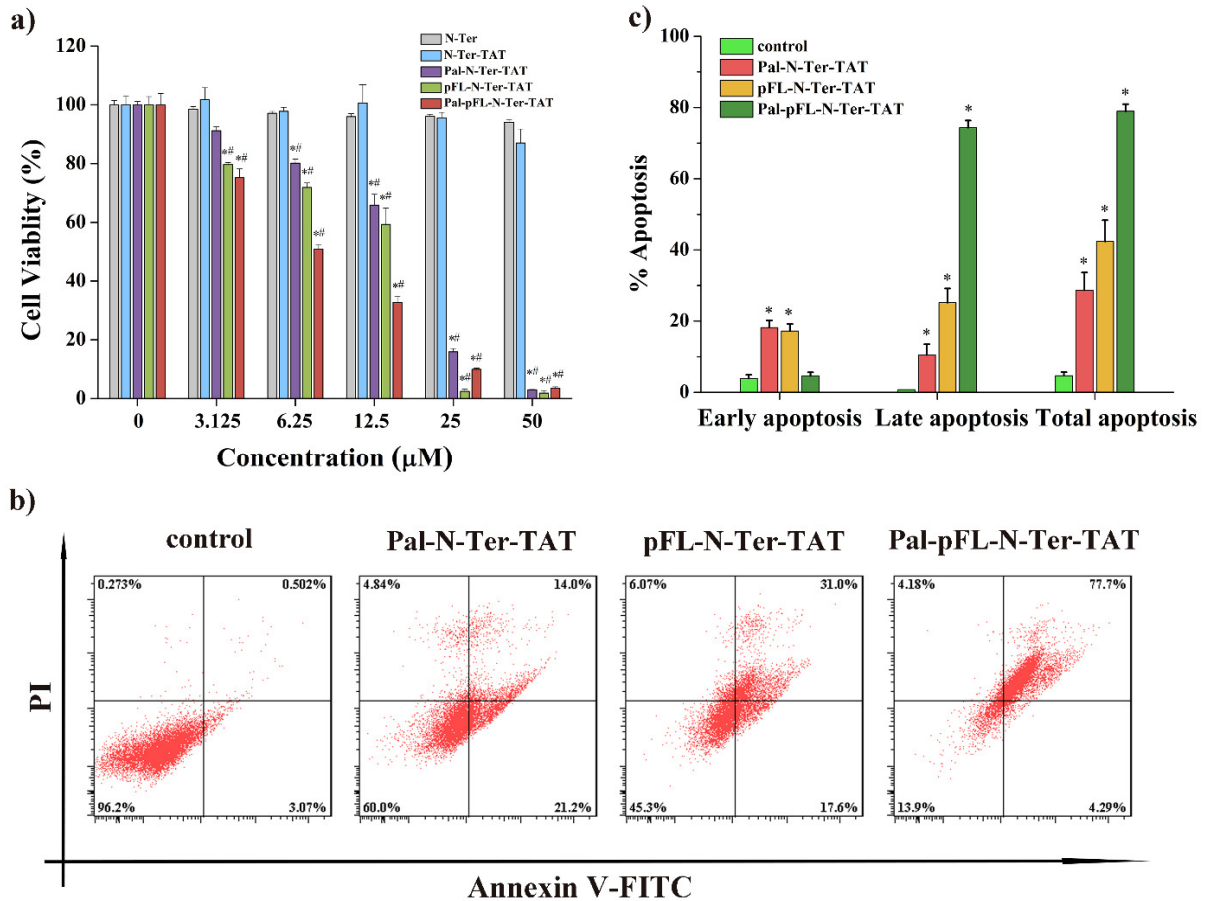 a)
120
100
80
60
40
20
0
Cell Viablity (%)
N-Ter
N-Ter-TAT
Pal-N-Ter-TAT
pFL-N-Ter-TAT
Pal-pFL-N-Ter-TAT
*# *#
*# *# *#
*# *# *#
*# *# *#
*# *# *#
0 3.125 6.25 12.5 25 50
Concentration (μM)
c)
100
80
60
40
20
0
% Apoptosis
control
Pal-N-Ter-TAT
pFL-N-Ter-TAT
Pal-pFL-N-Ter-TAT
* *
* * *
* * *
Early apoptosis Late apoptosis Total apoptosis
b)
control Pal-N-Ter-TAT pFL-N-Ter-TAT Pal-pFL-N-Ter-TAT
0.273% 0.502% 4.84% 14.0% 6.07% 31.0% 4.18% 77.7%
PI
96.2% 3.07% 60.0% 21.2% 45.3% 17.6% 13.9% 4.29%
Annexin V-FITC